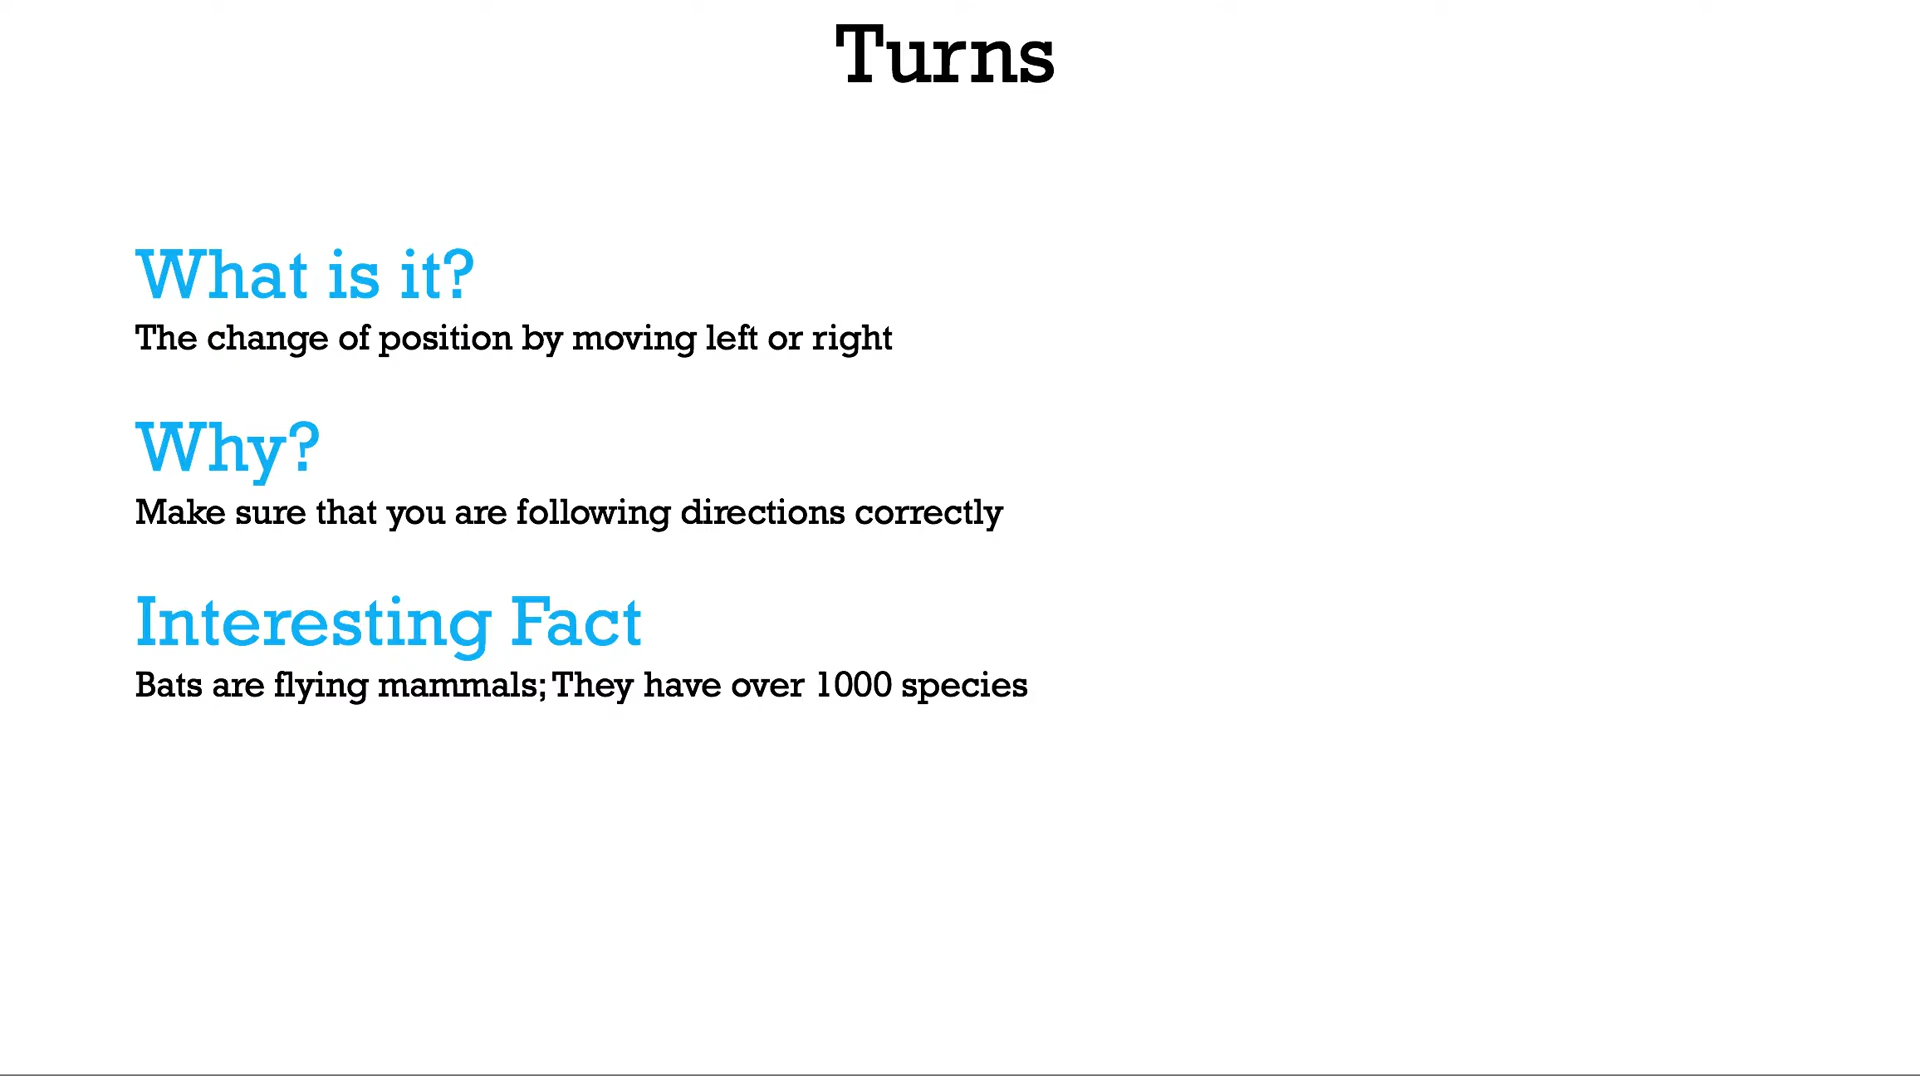 Turns
What is it?
The change of position by moving left or right
Why?
Make sure that you are following directions correctly
Interesting Fact
Bats are flying mammals; They have over 1000 species